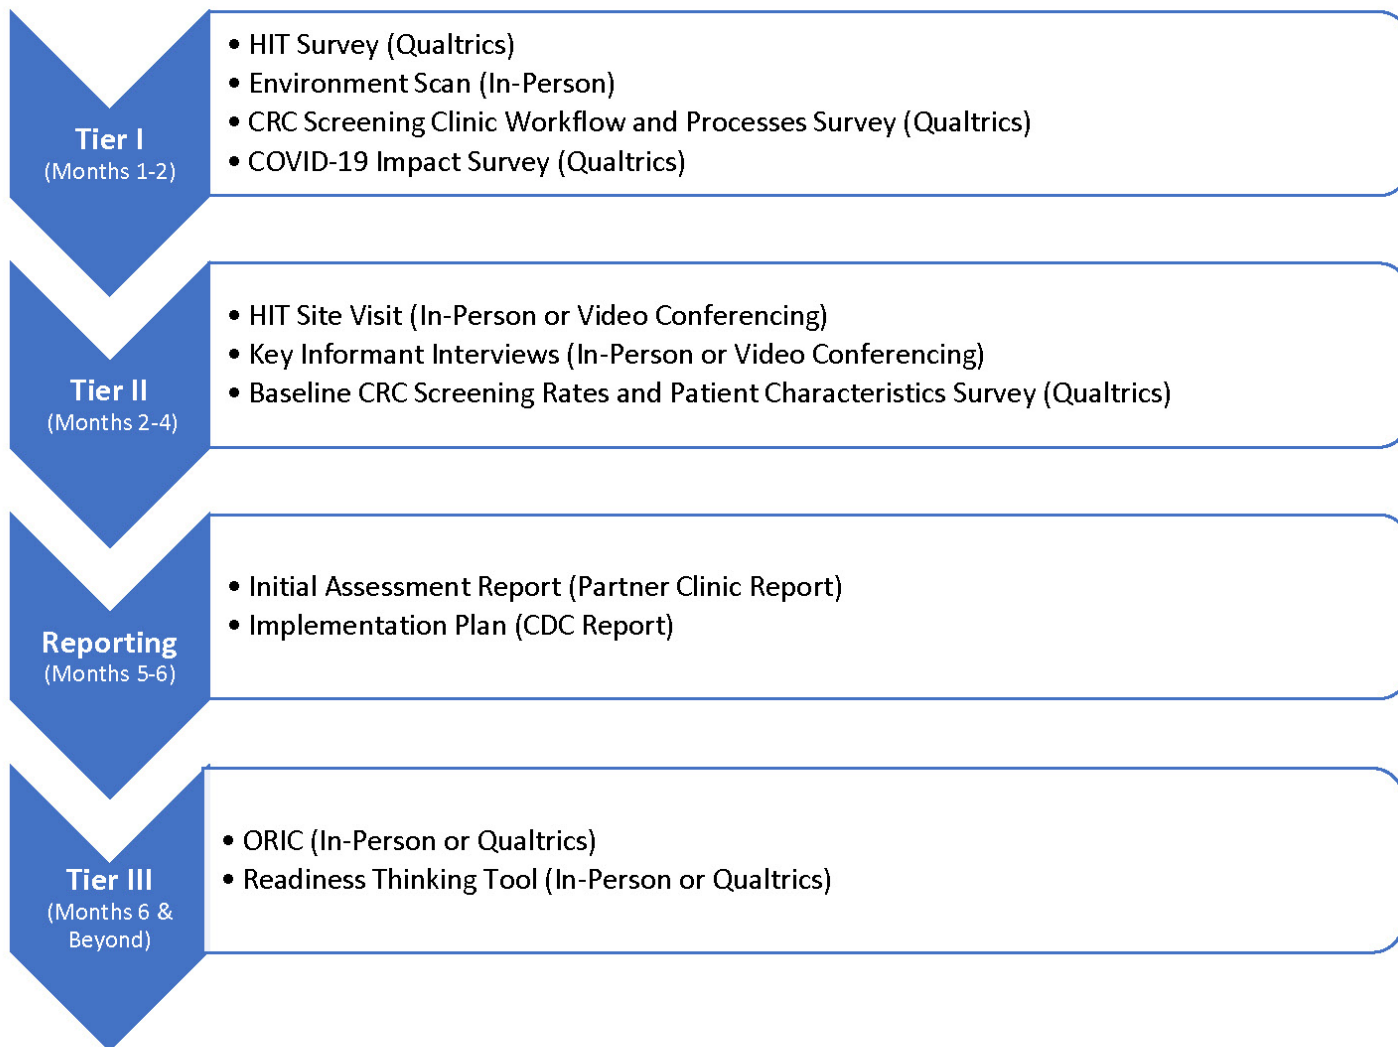 Tier I
(Months 1-2)
• HIT Survey (Qualtrics)
• Environment Scan (In-Person)
• CRC Screening Clinic Workflow and Processes Survey (Qualtrics)
• COVID-19 Impact Survey (Qualtrics)
Tier II
(Months 2-4)
• HIT Site Visit (In-Person or Video Conferencing)
• Key Informant Interviews (In-Person or Video Conferencing)
• Baseline CRC Screening Rates and Patient Characteristics Survey (Qualtrics)
Reporting
(Months 5-6)
• Initial Assessment Report (Partner Clinic Report)
• Implementation Plan (CDC Report)
Tier III
(Months 6 &
Beyond)
• ORIC (In-Person or Qualtrics)
• Readiness Thinking Tool (In-Person or Qualtrics)